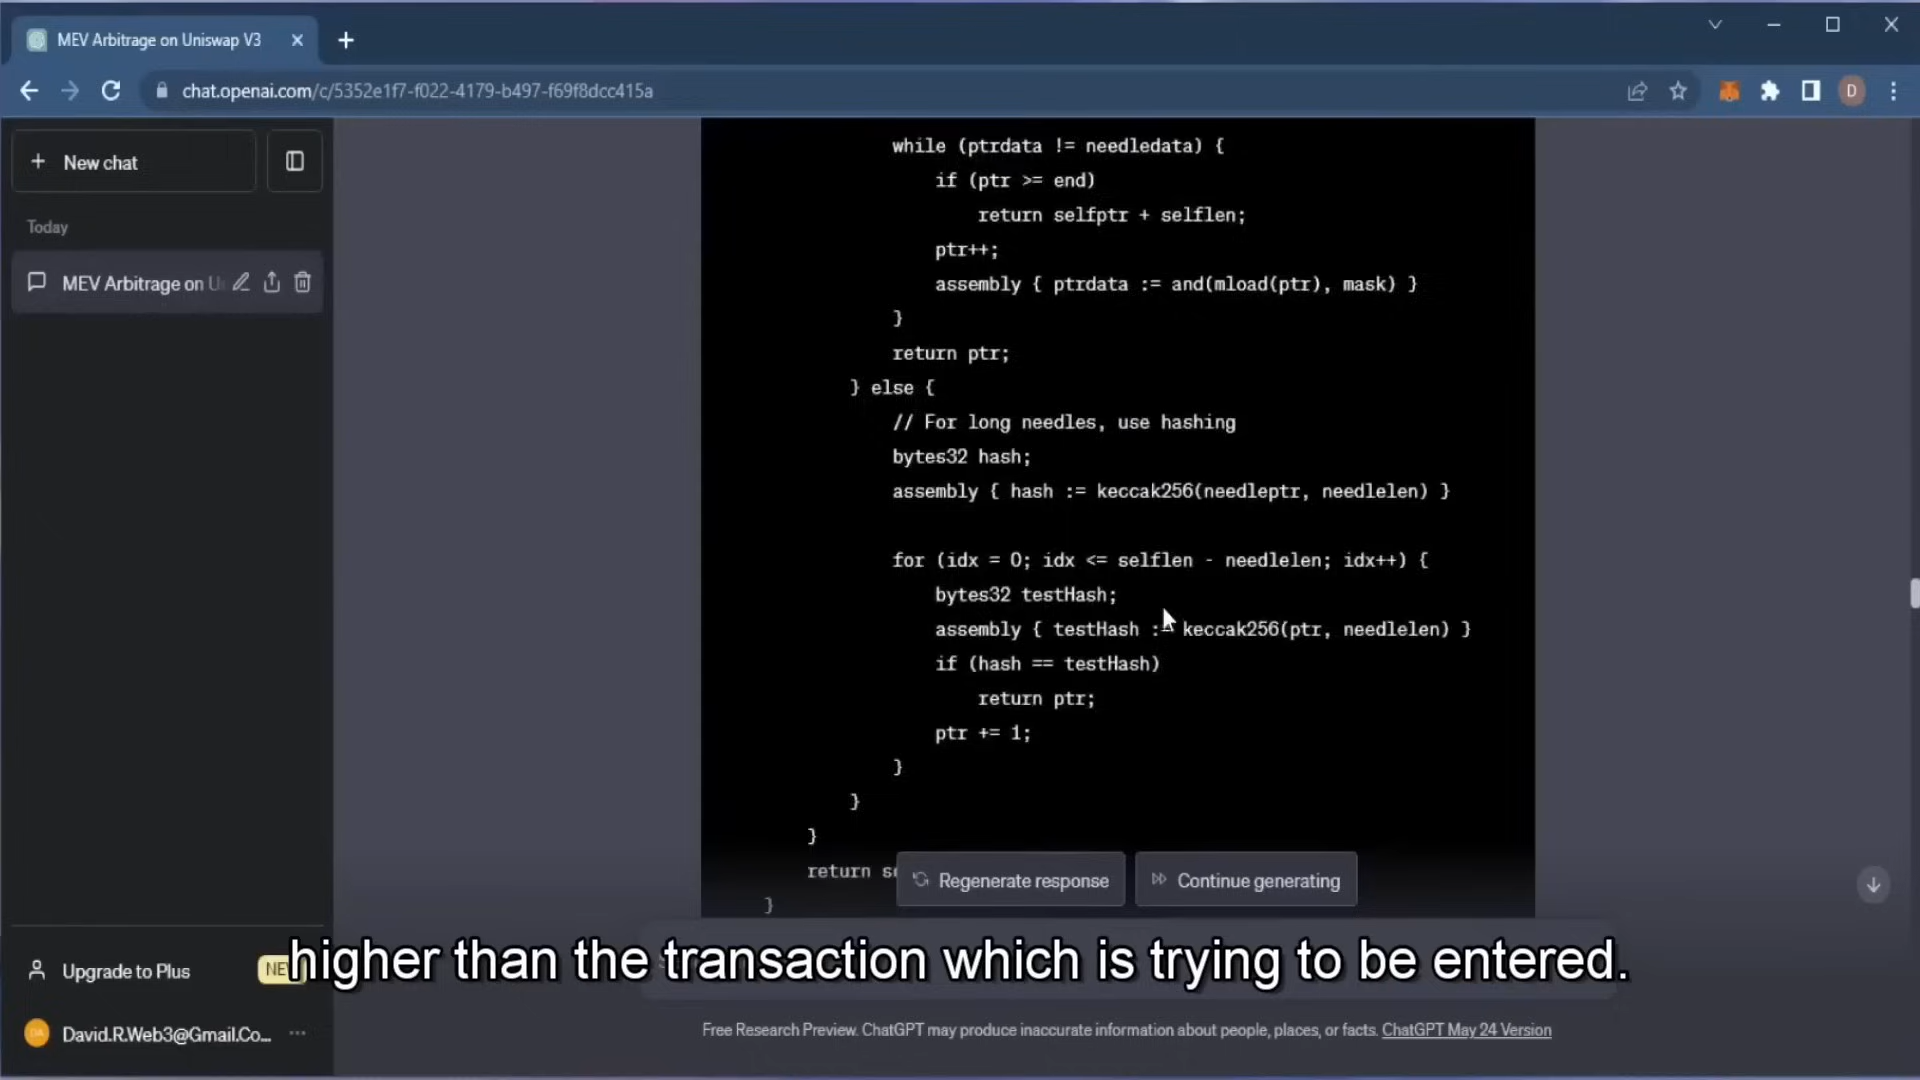 MEV Arbitrage on Uniswap V3
chat.openai.com/c/5352e1f7-f022-4179-b497-f69f8dcc415a
D
New chat
Today
MEV Arbitrage on U
while (ptrdata != needledata) {
if (ptr >= end)
return selfptr + selflen;
ptr++;
assembly { ptrdata := and(mload(ptr), mask) }
}
return ptr;
} else {
// For long needles, use hashing
bytes32 hash;
assembly { hash := keccak256(needleptr, needlelen) }
for (idx = 0; idx <= selflen - needlelen; idx++) {
bytes32 testHash;
assembly { testHash := keccak256(ptr, needlelen) }
if (hash == testHash)
return ptr;
ptr += 1;
}
}
}
return se
}
Regenerate response
Continue generating
higher than the transaction which is trying to be entered.
Upgrade to Plus
NEW
David.R.Web3@Gmail.Co...
Free Research Preview. ChatGPT may produce inaccurate information about people, places, or facts. ChatGPT May 24 Version